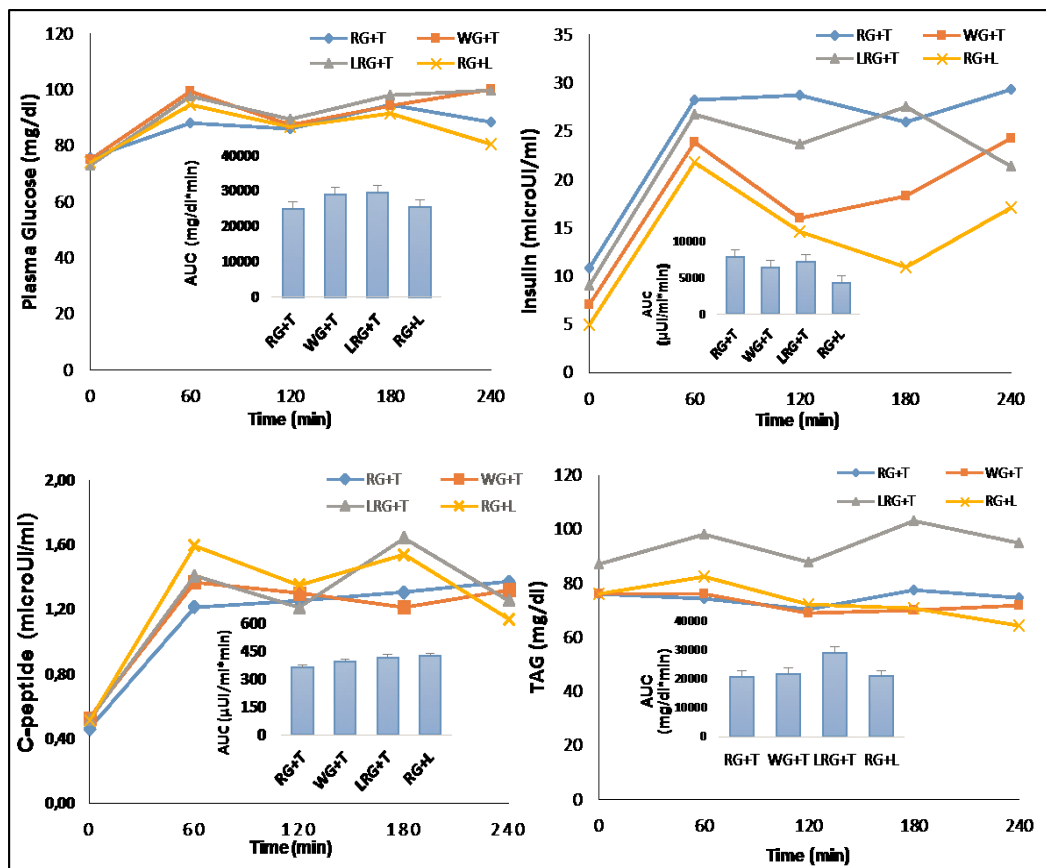 120
100
80
60
40
20
0
Plasma Glucose (mg/dl)
RG+T WG+T
LRG+T RG+L
40000
30000
20000
10000
0
AUC (mg/dl*min)
RG+T WG+T LRG+T RG+L
0 60 120 180 240
Time (min)
35
30
25
20
15
10
5
0
Insulin (microUI/ml)
RG+T WG+T
LRG+T RG+L
10000
5000
0
AUC
(µUI/ml*min)
RG+T WG+T LRG+T RG+L
0 60 120 180 240
Time (min)
2,00
1,60
1,20
0,80
0,40
0,00
C-peptide (microUI/ml)
RG+T WG+T
LRG+T RG+L
600
450
300
150
0
AUC (µUI/ml*min)
RG+T WG+T LRG+T RG+L
0 60 120 180 240
Time (min)
120
100
80
60
40
20
0
TAG (mg/dl)
RG+T WG+T
LRG+T RG+L
40000
30000
20000
10000
0
AUC
(mg/dl*min)
RG+T WG+T LRG+T RG+L
0 60 120 180 240
Time (min)